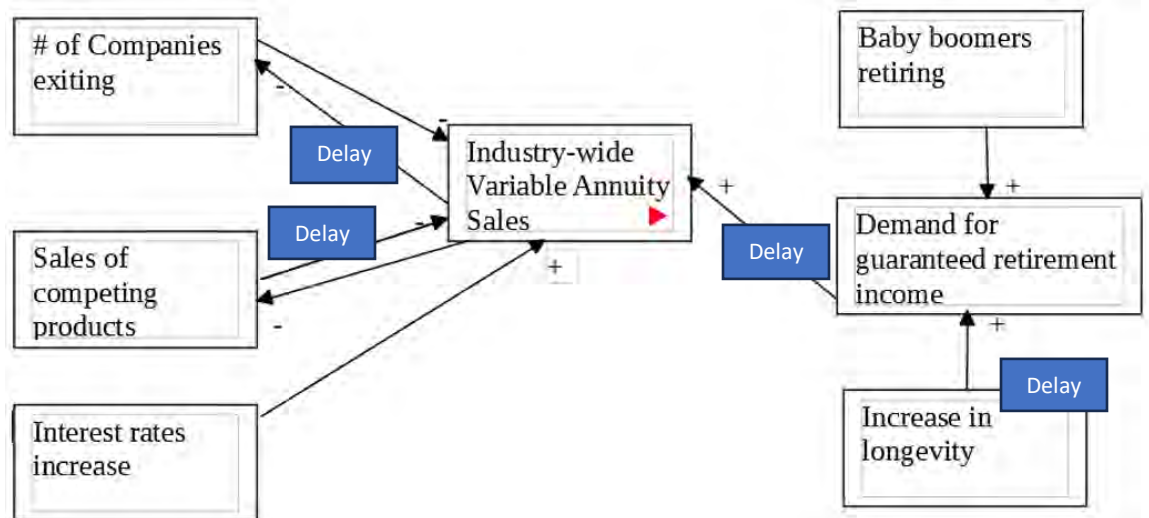 # of Companies
exiting
-
-
Delay
Industry-wide
Variable Annuity
Sales
Baby boomers
retiring
+
+
Demand for
guaranteed retirement
income
Delay
Delay
-
Sales of
competing
products
-
+
+
Delay
Increase in
longevity
Interest rates
increase